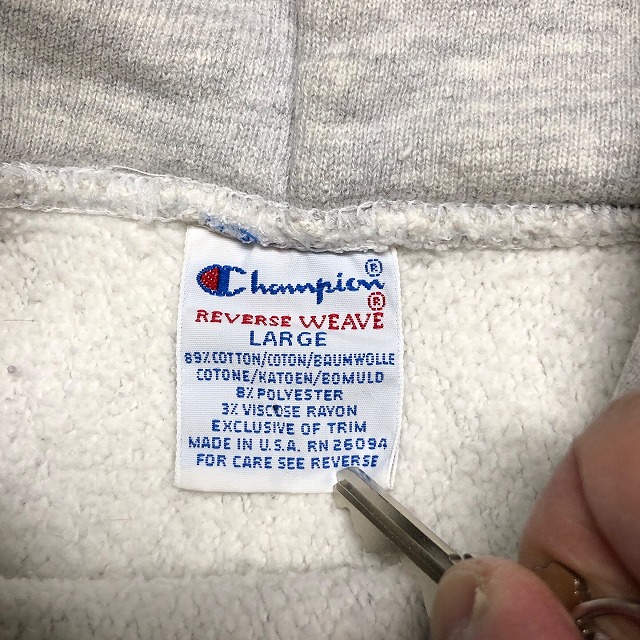 Champion®
®
REVERSE WEAVE
LARGE
89% COTTON/COTON/BAUMWOLLE
COTONE/KATOEN/BOMULD
8% POLYESTER
3% VISCOSE RAYON
EXCLUSIVE OF TRIM
MADE IN U.S.A. RN 26094
FOR CARE SEE REVERSE